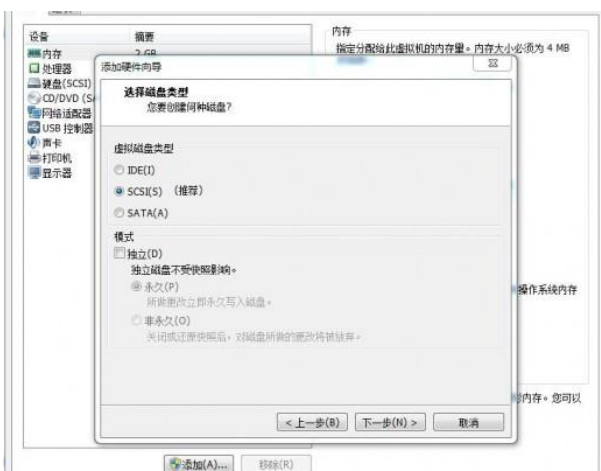 设备
摘要
内存
内存
2 GB
指定分配给此虚拟机的内存量。内存大小必须为 4 MB
处理器
硬盘(SCSI)
CD/DVD (SA
网络适配器
USB 控制器
声卡
打印机
显示器
添加硬件向导
选择磁盘类型
您要创建何种磁盘?
虚拟磁盘类型
IDE(I)
SCSI(S) (推荐)
SATA(A)
模式
独立(D)
独立磁盘不受快照影响。
永久(P)
所做更改立即永久写入磁盘。
非永久(O)
关闭或还原快照后，对磁盘所做的更改将被放弃。
操作系统内存
内存。您可以
< 上一步(B)
下一步(N) >
取消
添加(A)...
移除(R)